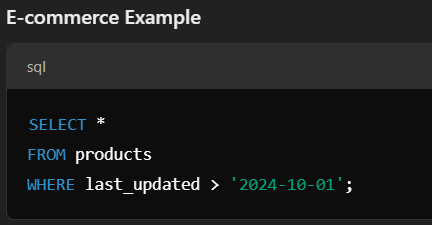 E-commerce Example
sql
SELECT *
FROM products
WHERE last_updated > '2024-10-01';